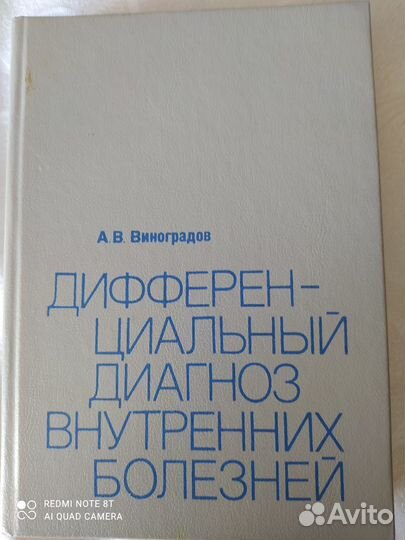 А. В. Виноградов
ДИФФЕРЕН-
ЦИАЛЬНЫЙ
ДИАГНОЗ
ВНУТРЕННИХ
БОЛЕЗНЕЙ
REDMI NOTE 8T
AI QUAD CAMERA
Avito